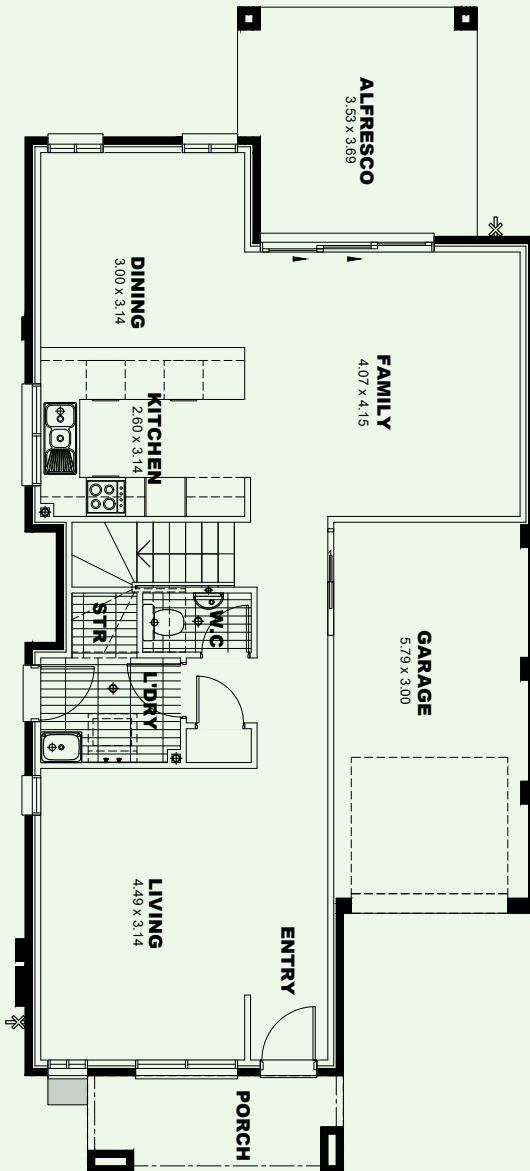 ALFRESCO
3.53 x 3.69
DINING
3.00 x 3.14
FAMILY
4.07 x 4.15
KITCHEN
2.60 x 3.14
STR
W.C
L'DRY
GARAGE
5.79 x 3.00
LIVING
4.49 x 3.14
ENTRY
PORCH